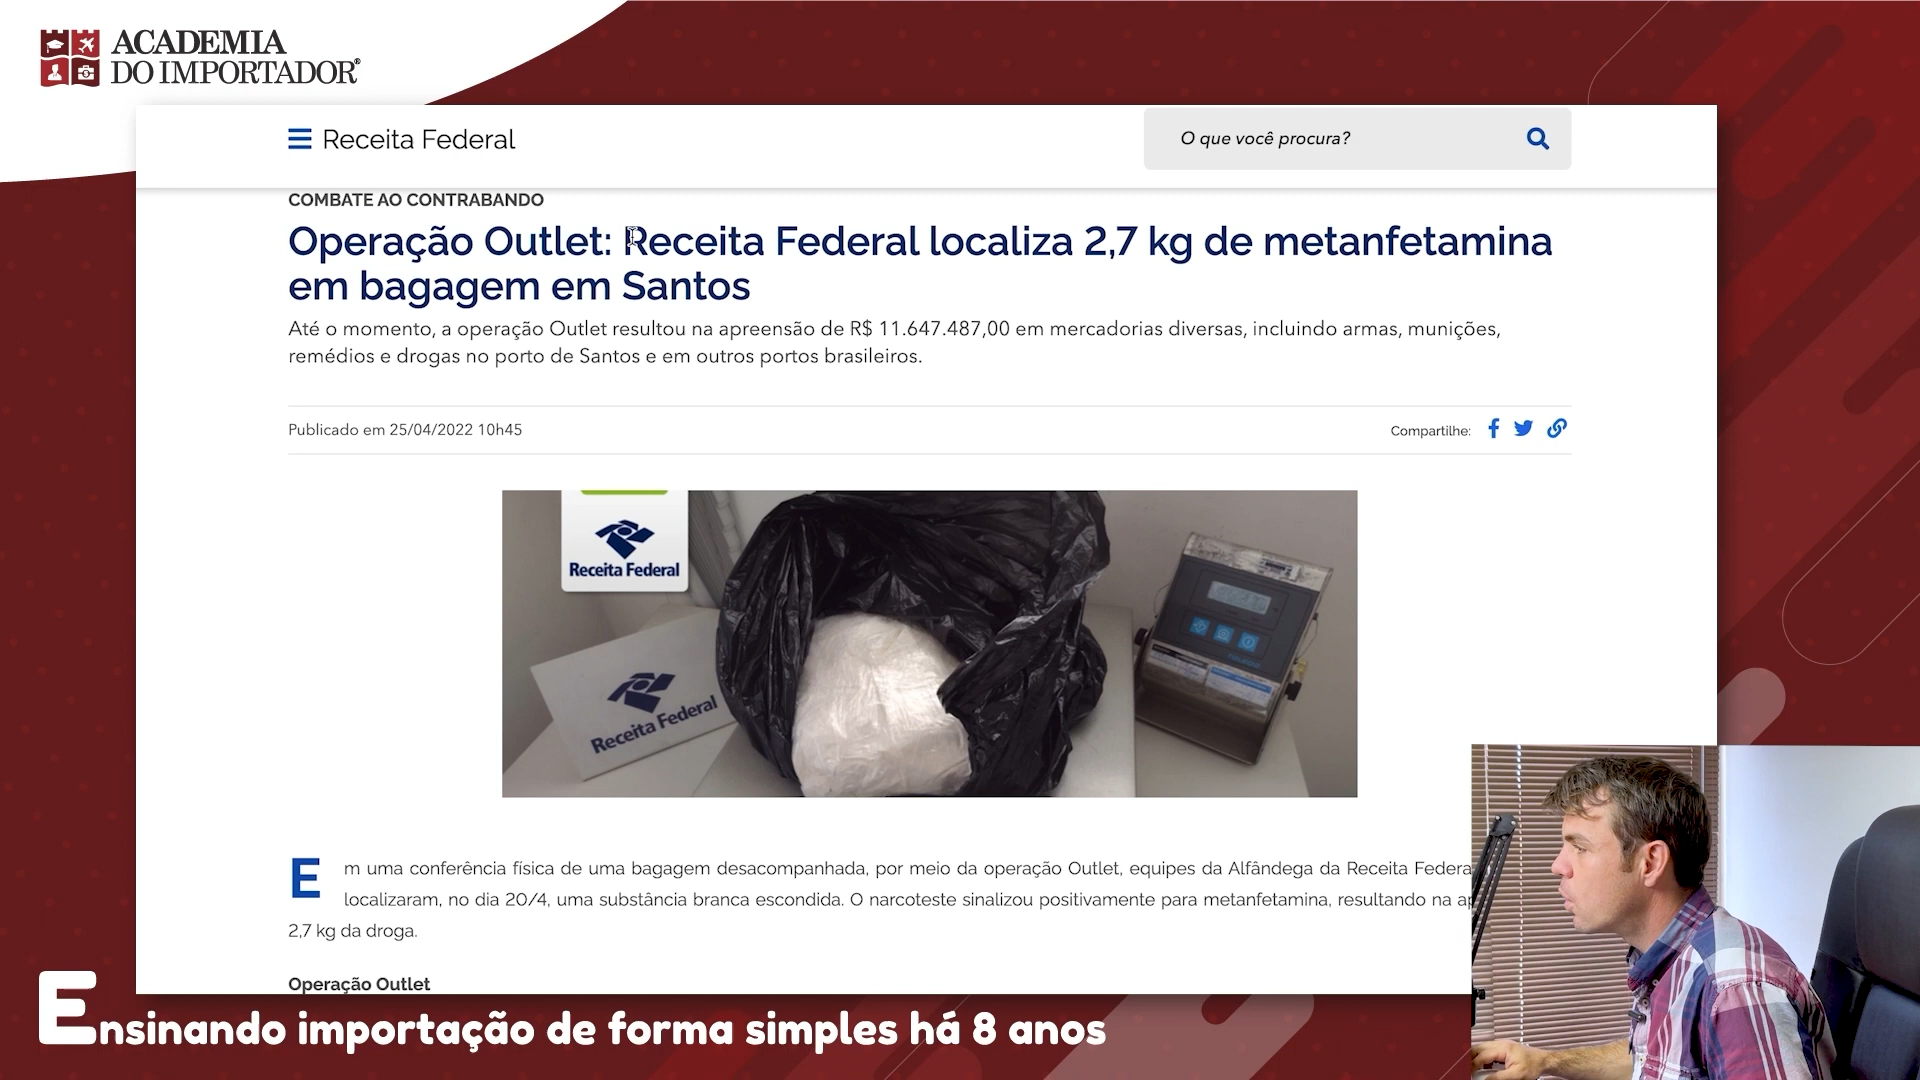 ACADEMIA
DO IMPORTADOR®
Receita Federal
O que você procura?
COMBATE AO CONTRABANDO
Operação Outlet: Receita Federal localiza 2,7 kg de metanfetamina
em bagagem em Santos
Até o momento, a operação Outlet resultou na apreensão de R$ 11.647.487,00 em mercadorias diversas, incluindo armas, munições,
remédios e drogas no porto de Santos e em outros portos brasileiros.
Publicado em 25/04/2022 10h45
Compartilhe:
Receita Federal
Receita Federal
Em uma conferência física de uma bagagem desacompanhada, por meio da operação Outlet, equipes da Alfândega da Receita Federa
localizaram, no dia 20/4, uma substância branca escondida. O narcoteste sinalizou positivamente para metanfetamina, resultando na ap
2,7 kg da droga.
Operação Outlet
Ensinando importação de forma simples há 8 anos